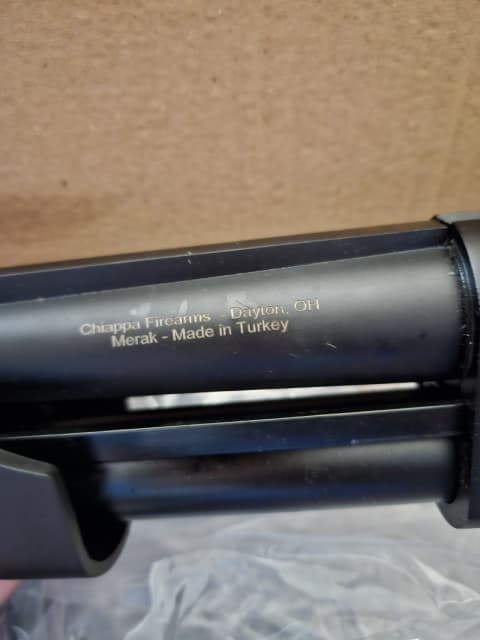 Chiappa Firearms - Dayton, OH
Merak - Made in Turkey